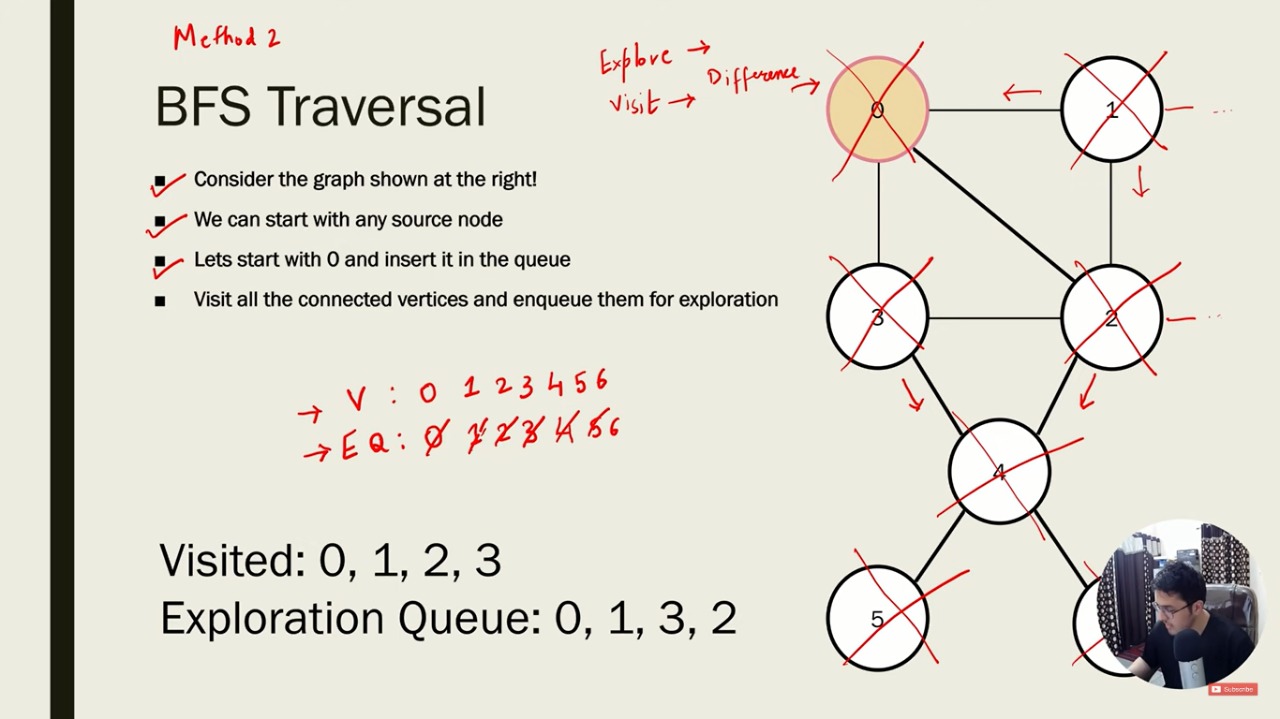 Method 2
BFS Traversal
Explore →
Visit →
Difference →
Consider the graph shown at the right!
We can start with any source node
Lets start with 0 and insert it in the queue
Visit all the connected vertices and enqueue them for exploration
→ V : 0 1 2 3 4 5 6
→ E Q : 0 1 2 3 4 5 6
Visited: 0, 1, 2, 3
Exploration Queue: 0, 1, 3, 2
0
1
3
2
4
5
Subscribe